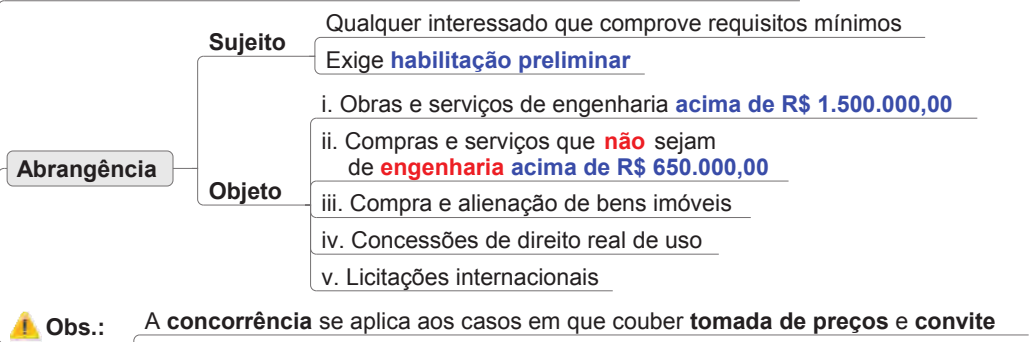 Abrangência
Sujeito
Qualquer interessado que comprove requisitos mínimos
Exige habilitação preliminar
Objeto
i. Obras e serviços de engenharia acima de R$ 1.500.000,00
ii. Compras e serviços que não sejam
de engenharia acima de R$ 650.000,00
iii. Compra e alienação de bens imóveis
iv. Concessões de direito real de uso
v. Licitações internacionais
Obs.: A concorrência se aplica aos casos em que couber tomada de preços e convite